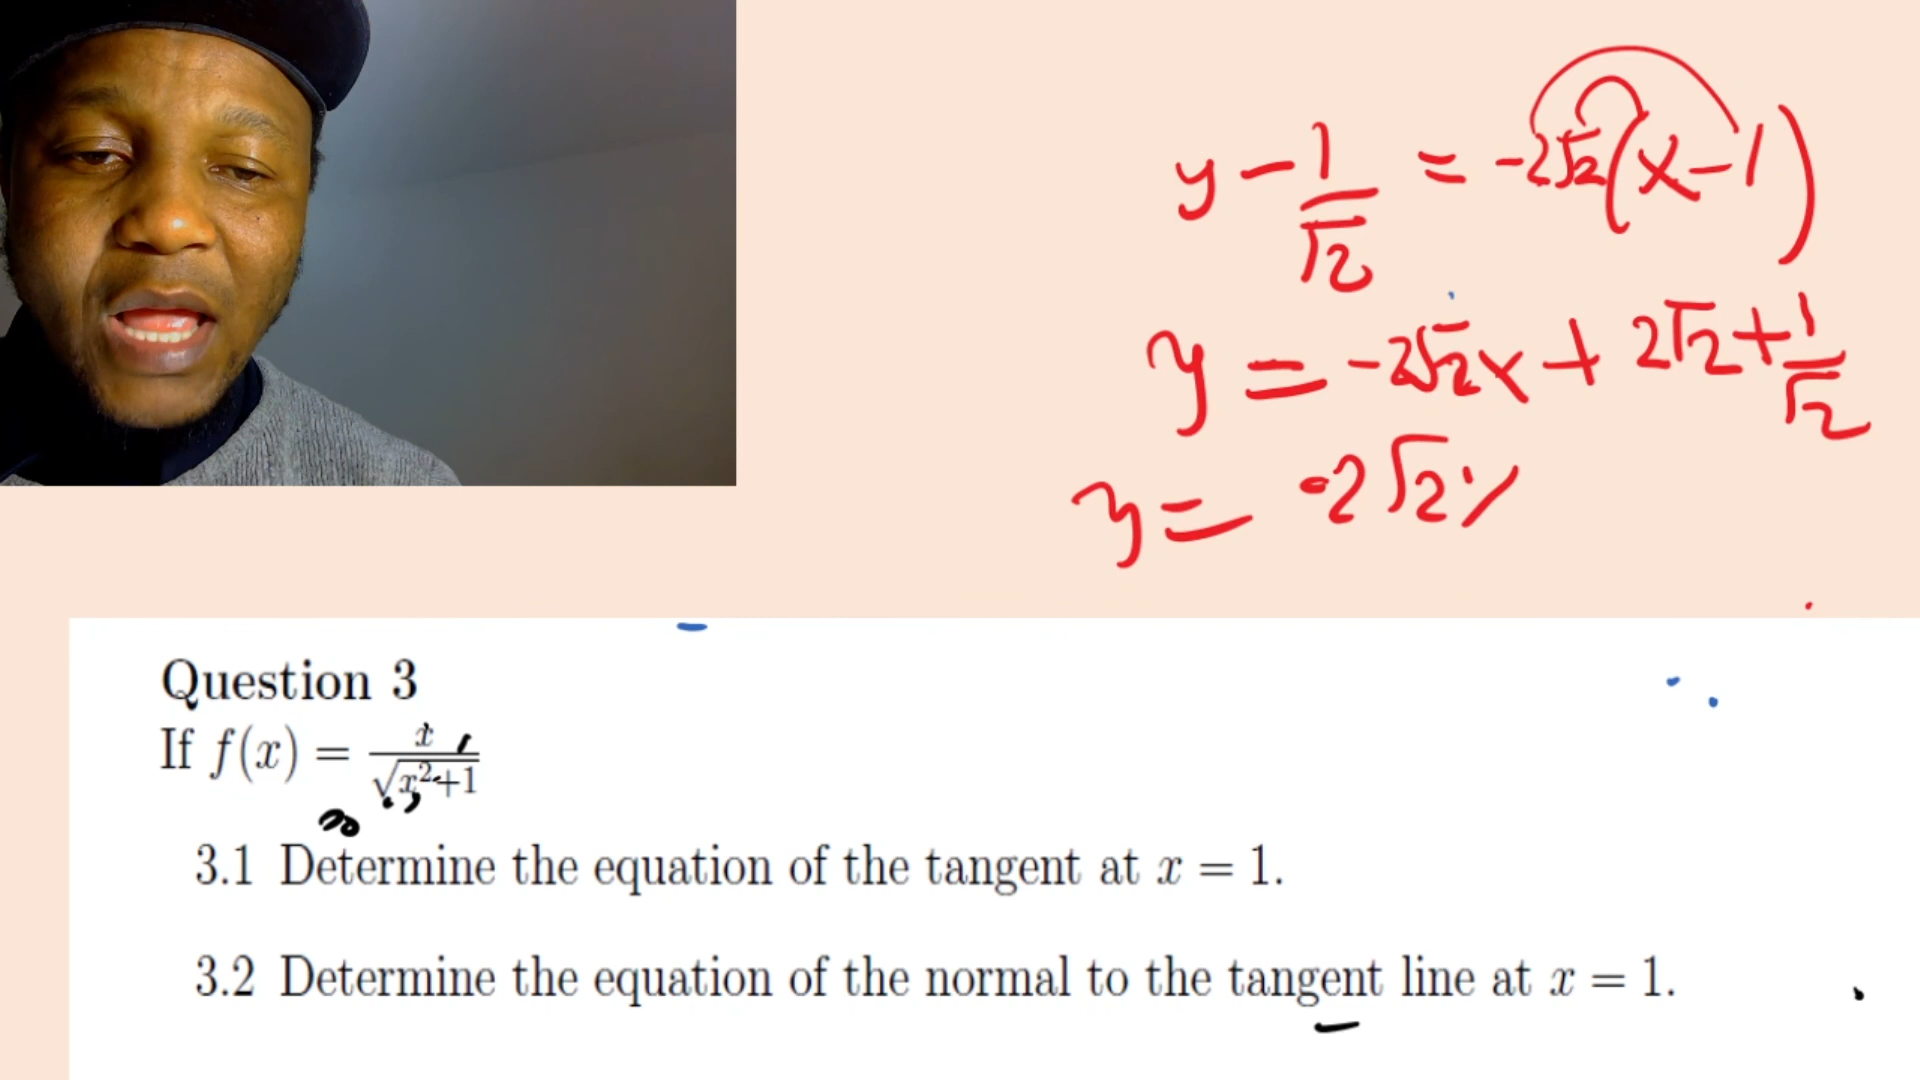 y - 1/√2 = -2√2(x - 1)
y = -2√2x + 2√2 + 1/√2
y = -2√2x
Question 3
If f(x) = x/√(x²+1)
3.1 Determine the equation of the tangent at x = 1.
3.2 Determine the equation of the normal to the tangent line at x = 1.